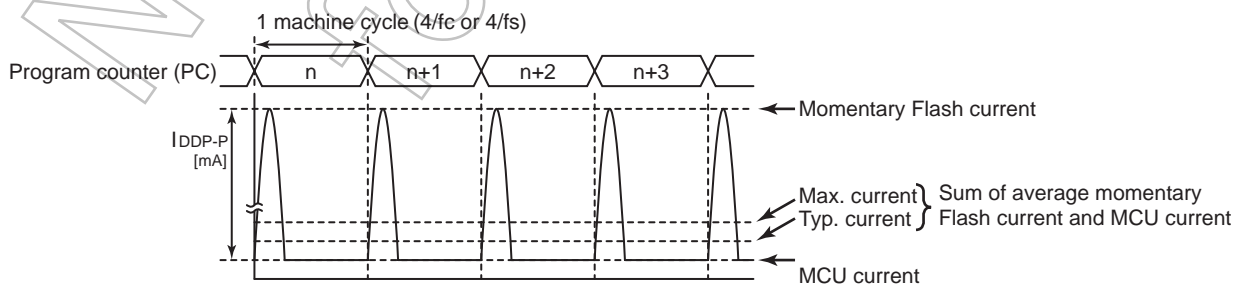 1 machine cycle (4/fc or 4/fs)
Program counter (PC) n n+1 n+2 n+3
Momentary Flash current
I DDP-P
[mA]
Max. current
Typ. current
Sum of average momentary
Flash current and MCU current
MCU current